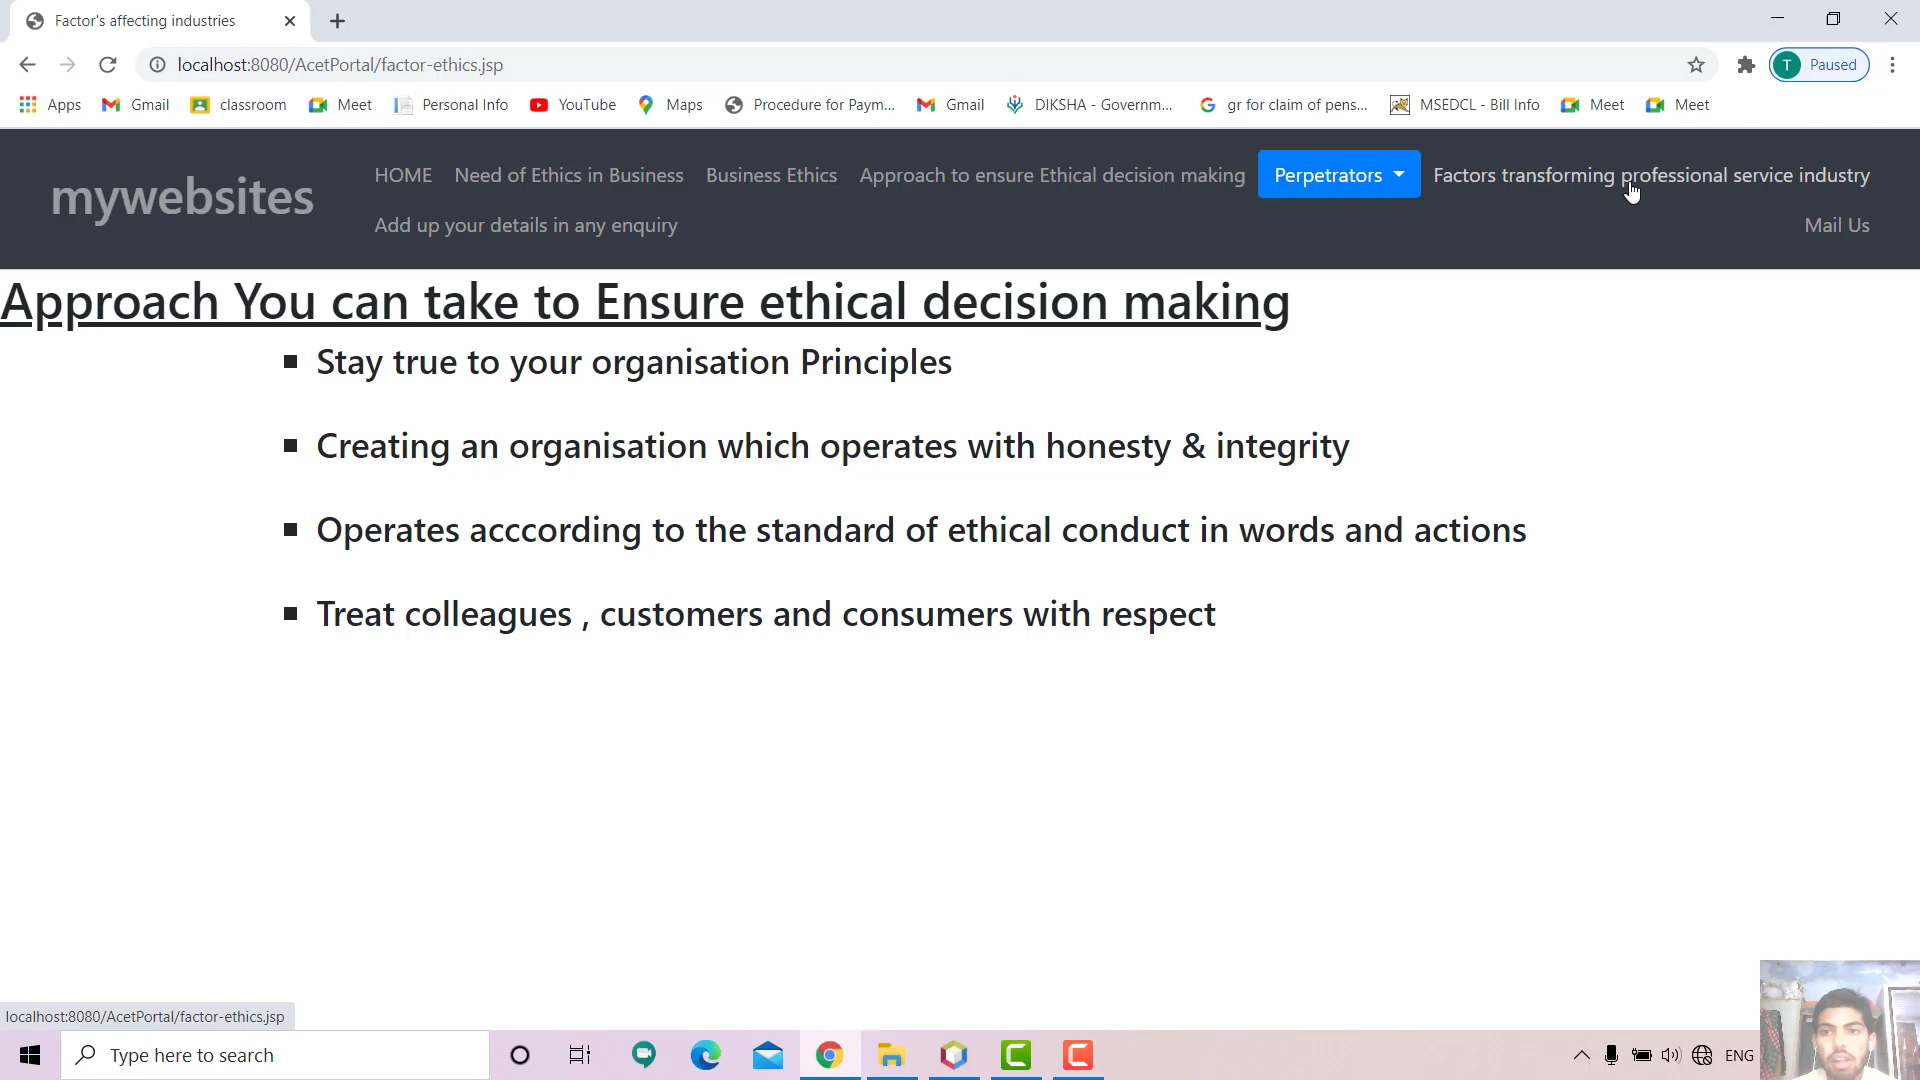 Factor's affecting industries
localhost:8080/AcetPortal/factor-ethics.jsp
T Paused
Apps Gmail classroom Meet Personal Info YouTube Maps Procedure for Paym... Gmail DIKSHA - Governm... gr for claim of pens... MSEDCL - Bill Info Meet Meet
mywebsites
HOME Need of Ethics in Business Business Ethics Approach to ensure Ethical decision making Perpetrators Factors transforming professional service industry
Add up your details in any enquiry Mail Us
Approach You can take to Ensure ethical decision making
Stay true to your organisation Principles
Creating an organisation which operates with honesty & integrity
Operates acccording to the standard of ethical conduct in words and actions
Treat colleagues , customers and consumers with respect
localhost:8080/AcetPortal/factor-ethics.jsp
Type here to search
ENG